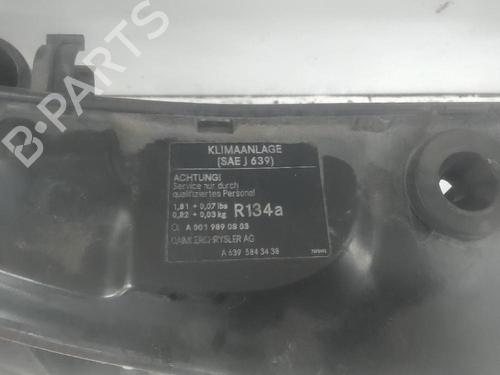 KLIMAANLAGE
(SAE J 639)
ACHTUNG!
Service nur durch
qualifiziertes Personal
1,81 + 0,07 lbs
0,82 + 0,03 kg R134a
A 001 989 08 03
DAIMLERCHRYSLER AG
A 639 584 34 38
B-PARTS